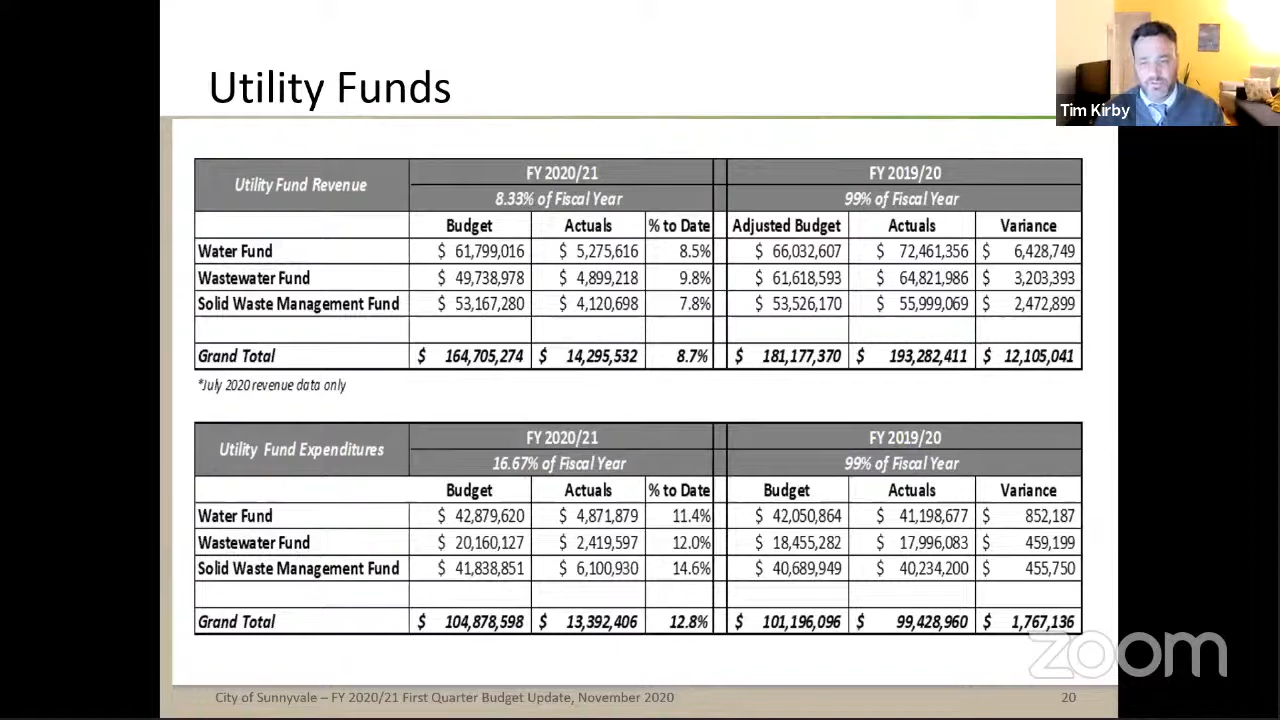 Utility Funds
Tim Kirby
Utility Fund Revenue FY 2020/21 FY 2019/20
8.33% of Fiscal Year 99% of Fiscal Year
Budget Actuals % to Date Adjusted Budget Actuals Variance
Water Fund $ 61,799,016 $ 5,275,616 8.5% $ 66,032,607 $ 72,461,356 $ 6,428,749
Wastewater Fund $ 49,738,978 $ 4,899,218 9.8% $ 61,618,593 $ 64,821,986 $ 3,203,393
Solid Waste Management Fund $ 53,167,280 $ 4,120,698 7.8% $ 53,526,170 $ 55,999,069 $ 2,472,899
Grand Total $ 164,705,274 $ 14,295,532 8.7% $ 181,177,370 $ 193,282,411 $ 12,105,041
*July 2020 revenue data only
Utility Fund Expenditures FY 2020/21 FY 2019/20
16.67% of Fiscal Year 99% of Fiscal Year
Budget Actuals % to Date Budget Actuals Variance
Water Fund $ 42,879,620 $ 4,871,879 11.4% $ 42,050,864 $ 41,198,677 $ 852,187
Wastewater Fund $ 20,160,127 $ 2,419,597 12.0% $ 18,455,282 $ 17,996,083 $ 459,199
Solid Waste Management Fund $ 41,838,851 $ 6,100,930 14.6% $ 40,689,949 $ 40,234,200 $ 455,750
Grand Total $ 104,878,598 $ 13,392,406 12.8% $ 101,196,096 $ 99,428,960 $ 1,767,136
zoom
City of Sunnyvale – FY 2020/21 First Quarter Budget Update, November 2020 20